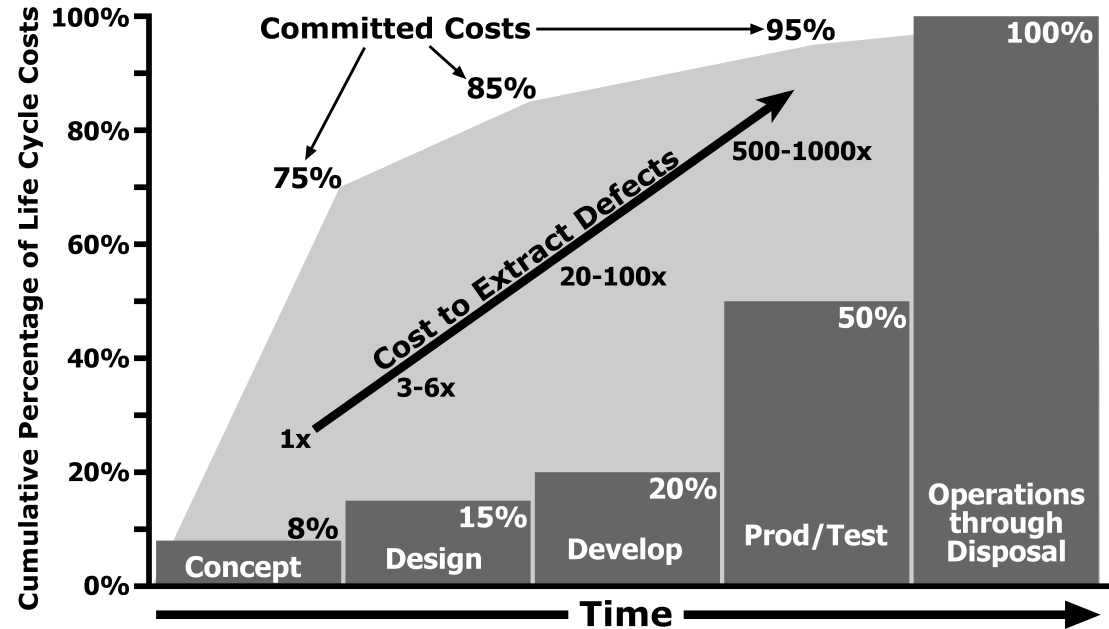 Cumulative Percentage of Life Cycle Costs
100%
80%
60%
40%
20%
0%
Committed Costs
75%
85%
95%
Cost to Extract Defects
1x
3-6x
20-100x
500-1000x
8%
Concept
15%
Design
20%
Develop
50%
Prod/Test
100%
Operations
through
Disposal
Time